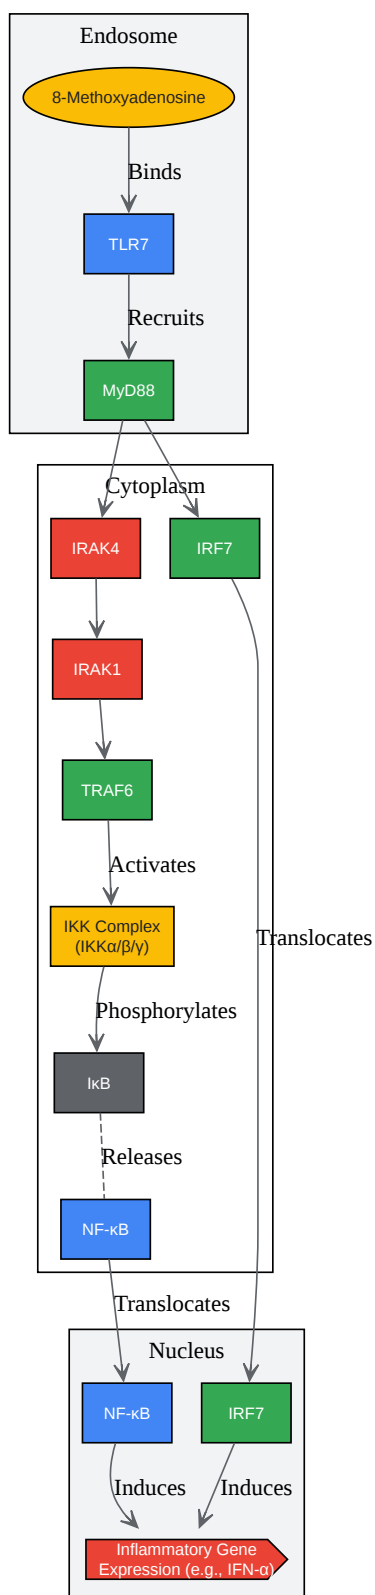 Endosome
8-Methoxyadenosine
Binds
TLR7
Recruits
MyD88
Cytoplasm
IRAK4
IRF7
IRAK1
TRAF6
Activates
IKK Complex
(IKKα/β/γ)
Translocates
Phosphorylates
IκB
Releases
NF-κB
Translocates
Nucleus
NF-κB
IRF7
Induces
Induces
Inflammatory Gene
Expression (e.g., IFN-α)